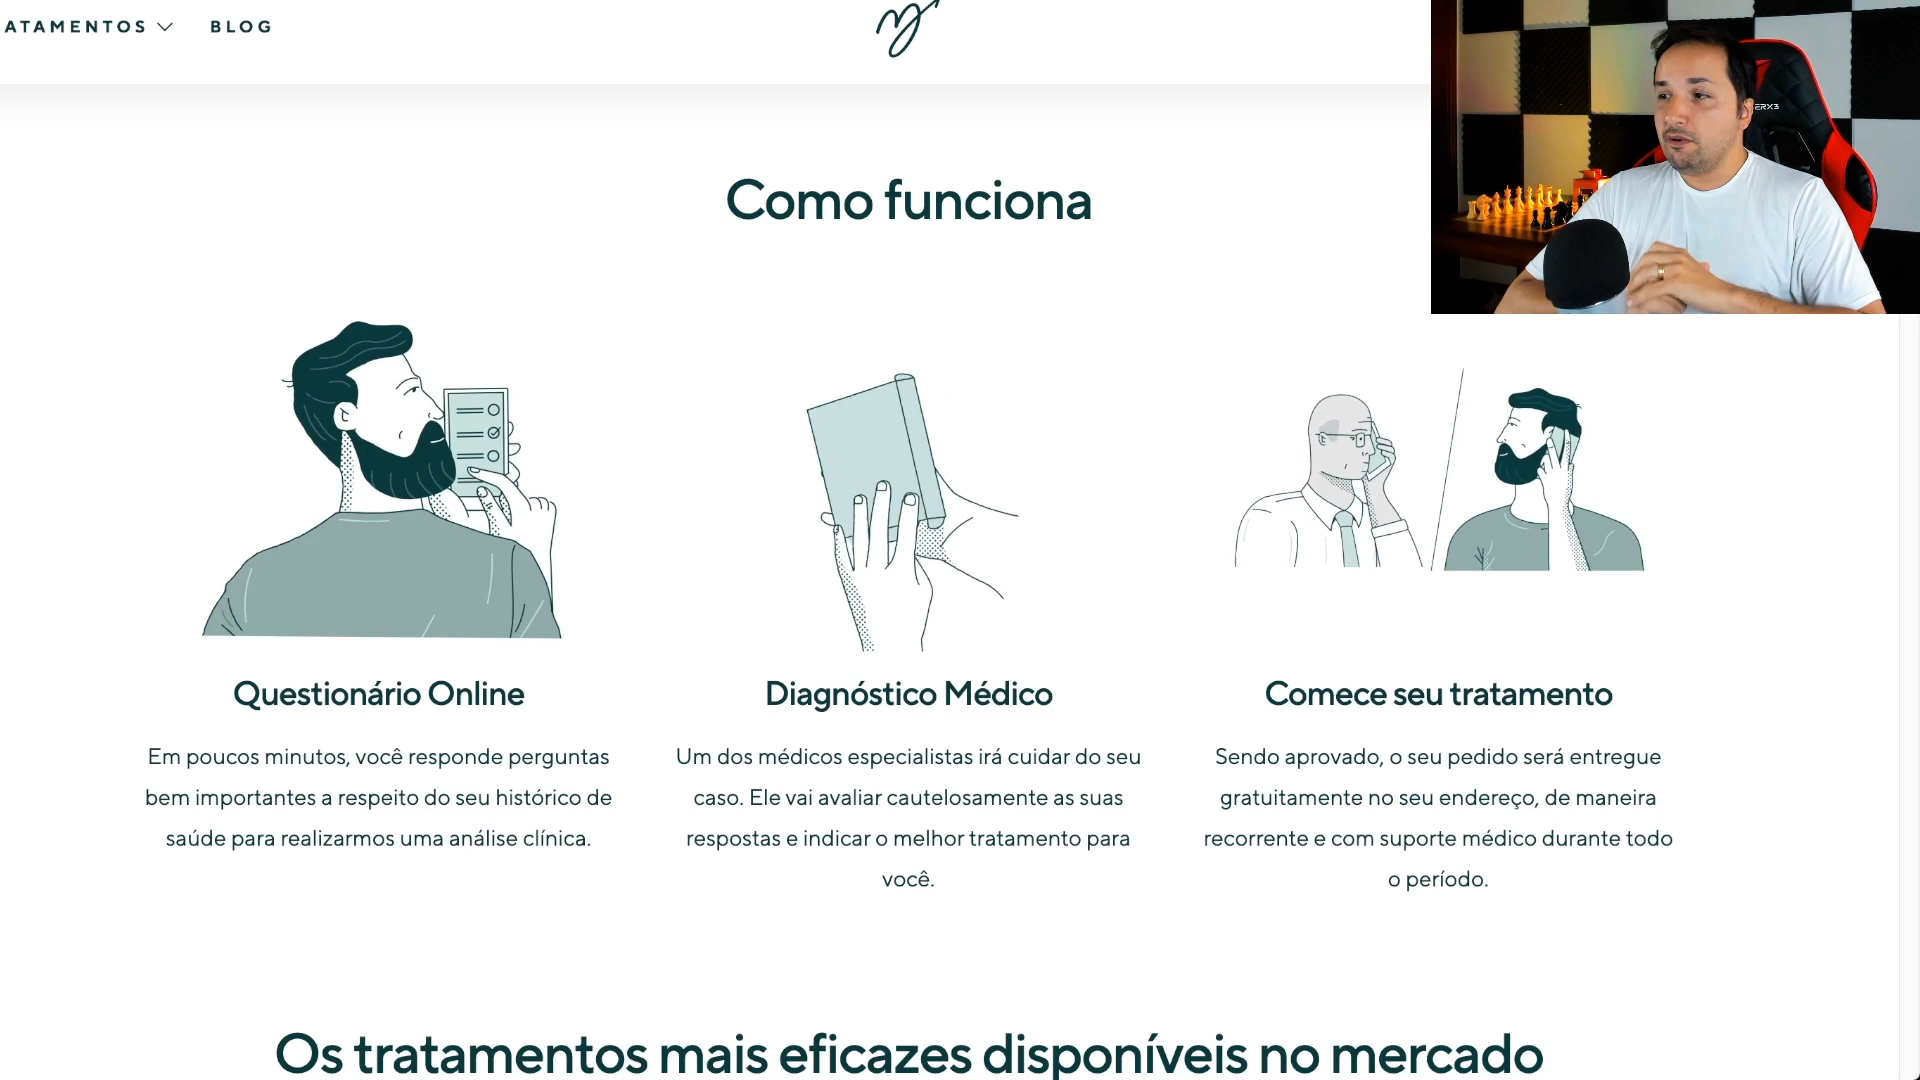 ATAMENTOS BLOG
Como funciona
Questionário Online
Em poucos minutos, você responde perguntas
bem importantes a respeito do seu histórico de
saúde para realizarmos uma análise clínica.
Diagnóstico Médico
Um dos médicos especialistas irá cuidar do seu
caso. Ele vai avaliar cautelosamente as suas
respostas e indicar o melhor tratamento para
você.
Comece seu tratamento
Sendo aprovado, o seu pedido será entregue
gratuitamente no seu endereço, de maneira
recorrente e com suporte médico durante todo
o período.
Os tratamentos mais eficazes disponíveis no mercado